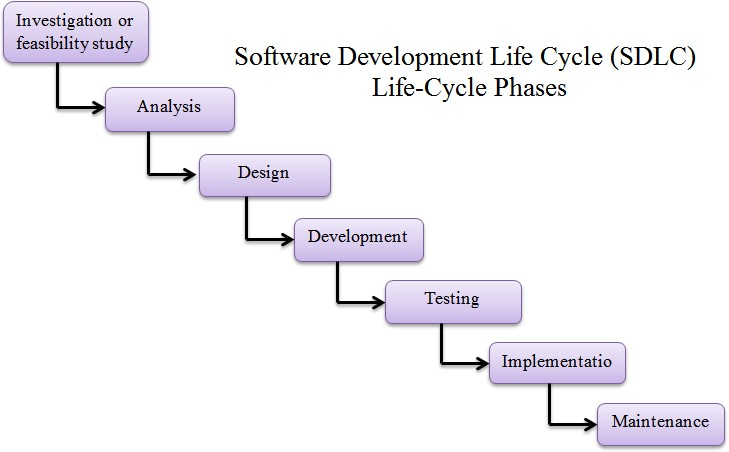 Investigation or
feasibility study
Software Development Life Cycle (SDLC)
Life-Cycle Phases
Analysis
Design
Development
Testing
Implementatio
Maintenance